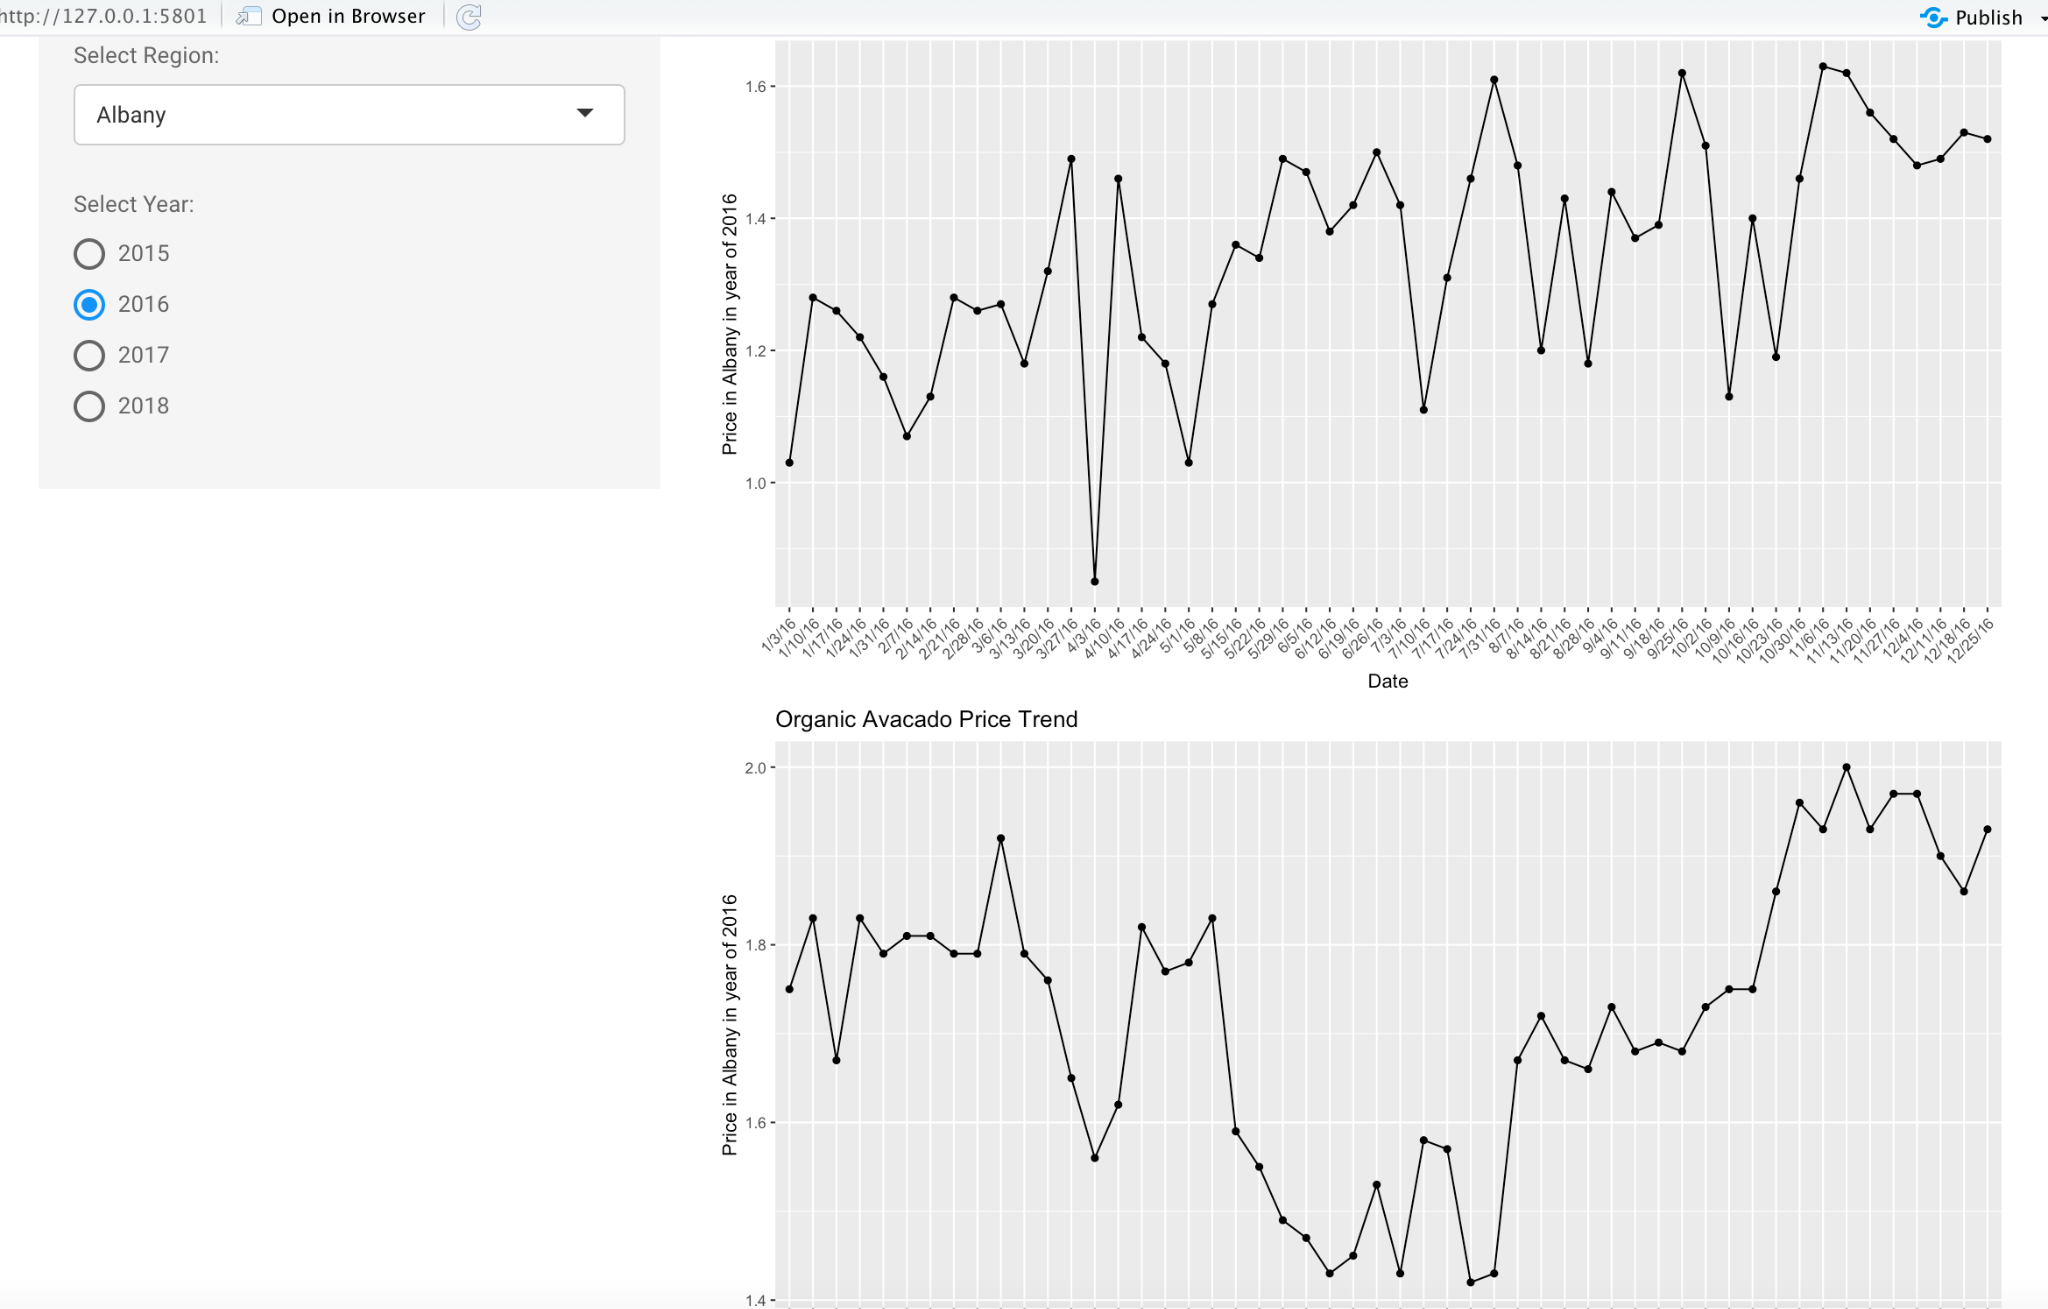 http://127.0.0.1:5801 Open in Browser Publish
Select Region:
Albany
Select Year:
2015
2016
2017
2018
Price in Albany in year of 2016
1.6
1.4
1.2
1.0
1/3/16 1/10/16 1/17/16 1/24/16 1/31/16 2/7/16 2/14/16 2/21/16 2/28/16 3/6/16 3/13/16 3/20/16 3/27/16 4/3/16 4/10/16 4/17/16 4/24/16 5/1/16 5/8/16 5/15/16 5/22/16 5/29/16 6/5/16 6/12/16 6/19/16 6/26/16 7/3/16 7/10/16 7/17/16 7/24/16 7/31/16 8/7/16 8/14/16 8/21/16 8/28/16 9/4/16 9/11/16 9/18/16 9/25/16 10/2/16 10/9/16 10/16/16 10/23/16 10/30/16 11/6/16 11/13/16 11/20/16 11/27/16 12/4/16 12/11/16 12/18/16 12/25/16
Date
Organic Avacado Price Trend
Price in Albany in year of 2016
2.0
1.8
1.6
1.4